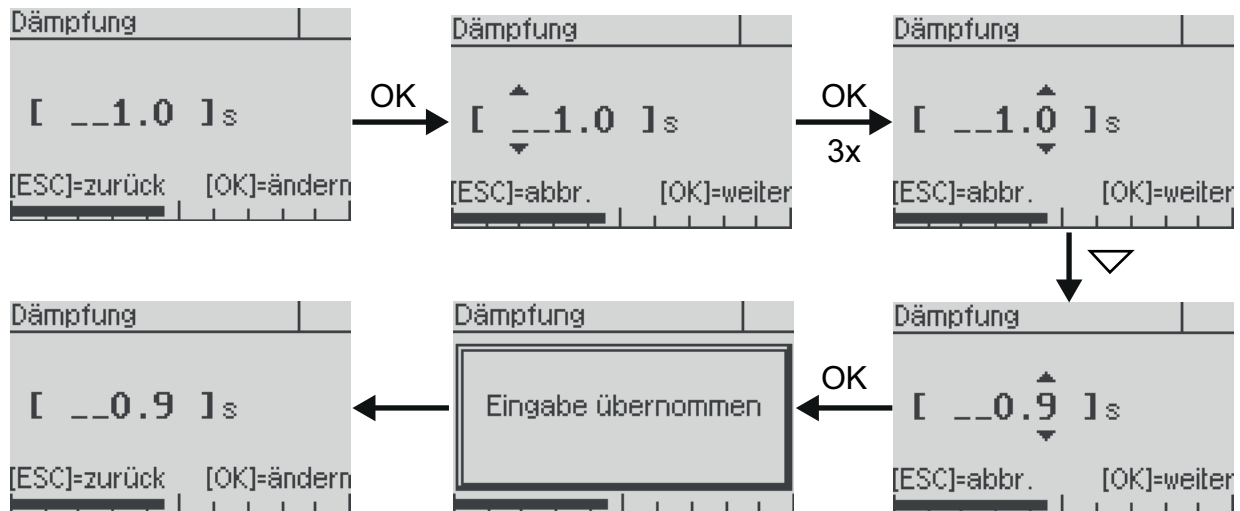 Dämpfung
[ __1.0 ] s
[ESC]=zurück [OK]=ändern
OK
Dämpfung
[ __1.0 ] s
[ESC]=abbr. [OK]=weiter
OK
3x
Dämpfung
[ __1.0 ] s
[ESC]=abbr. [OK]=weiter
Dämpfung
[ __0.9 ] s
[ESC]=abbr. [OK]=weiter
OK
Dämpfung
Eingabe übernommen
Dämpfung
[ __0.9 ] s
[ESC]=zurück [OK]=ändern